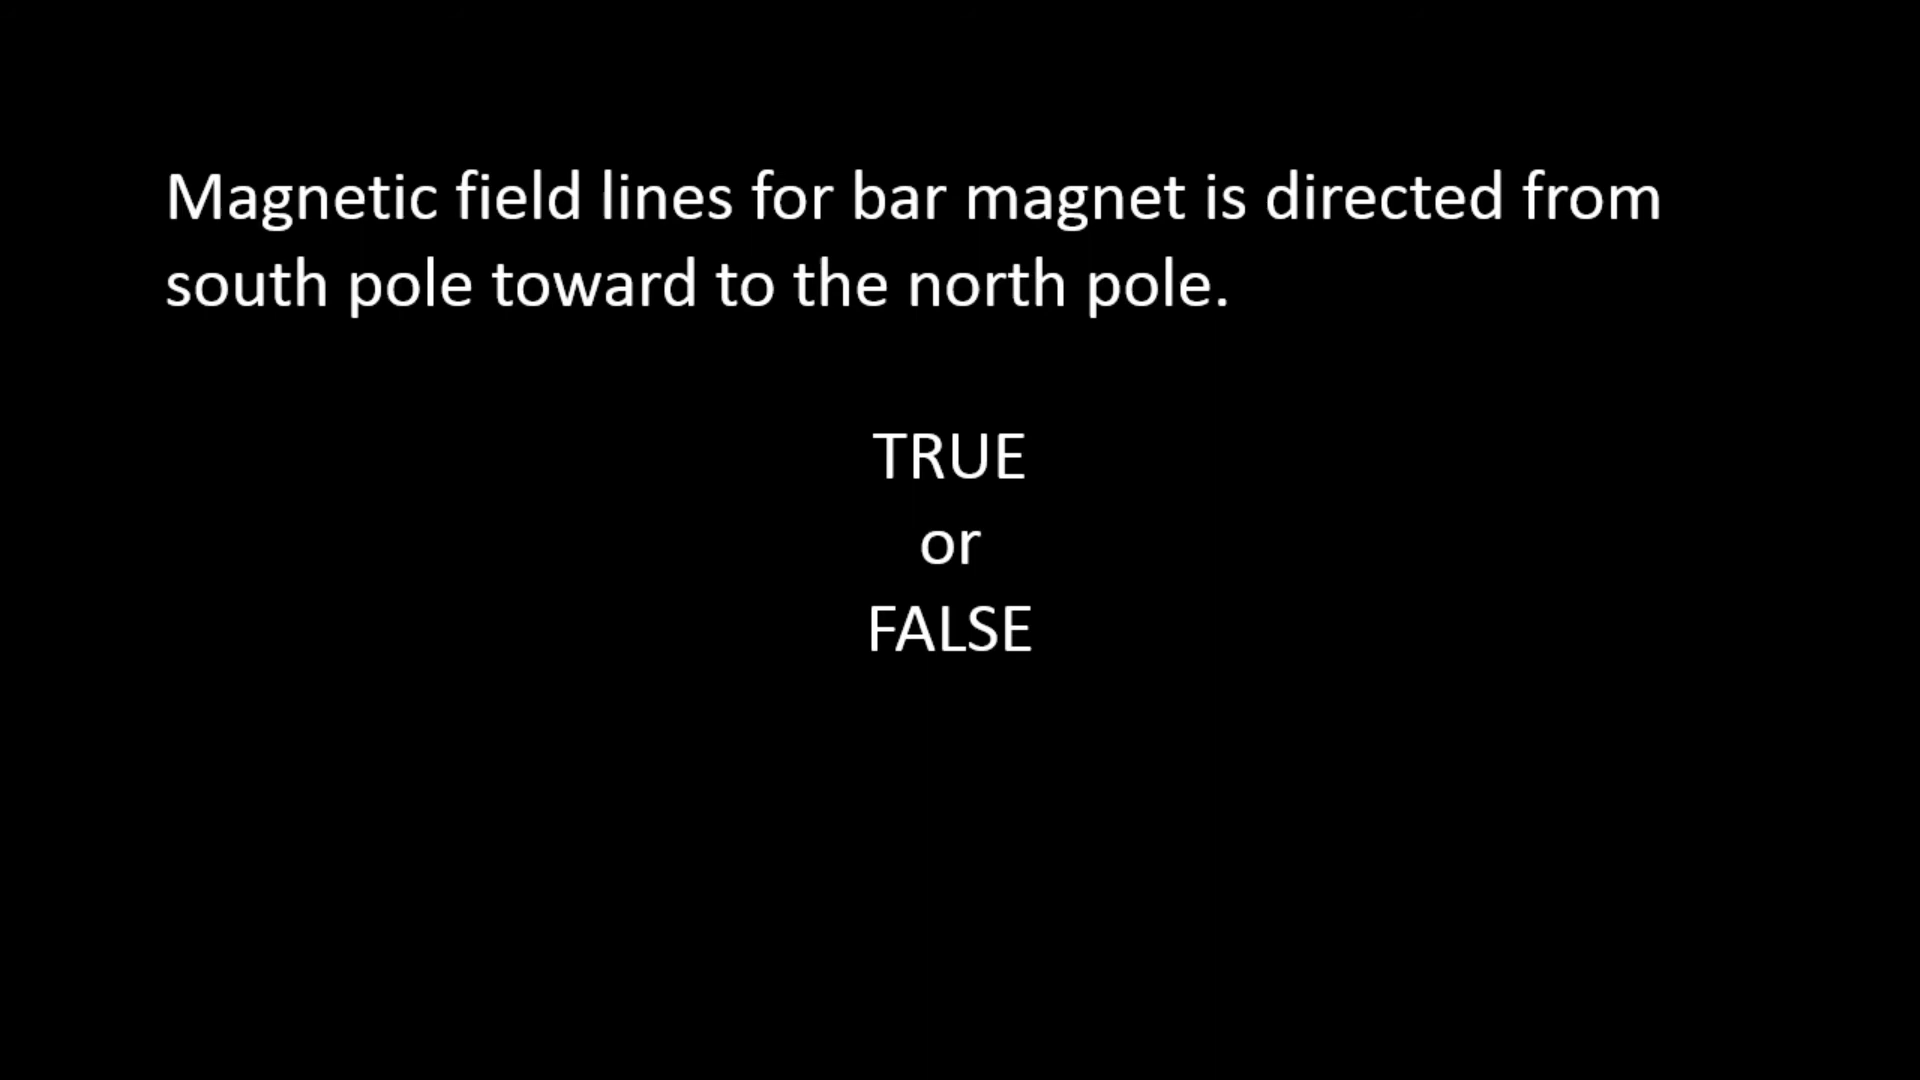 Magnetic field lines for bar magnet is directed from
south pole toward to the north pole.
TRUE
or
FALSE